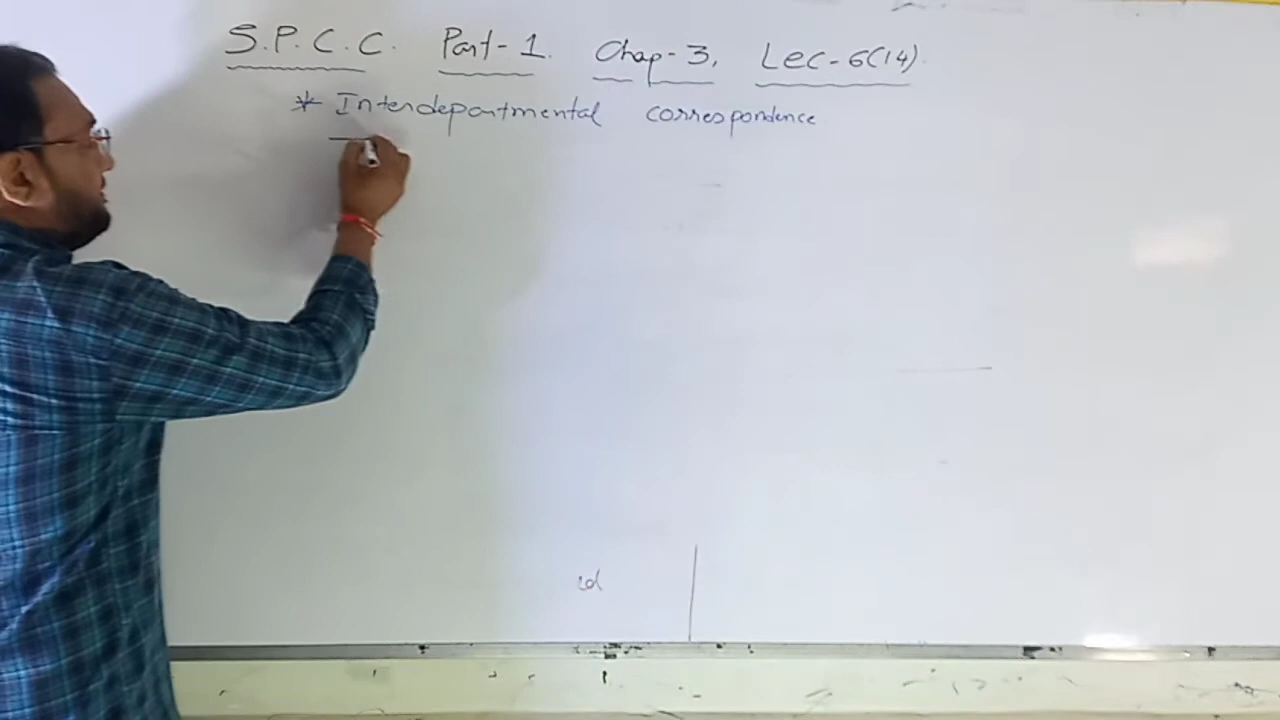 S.P.C.C. Part-1. Chap-3, Lec-6(14).
* Interdepartmental correspondence